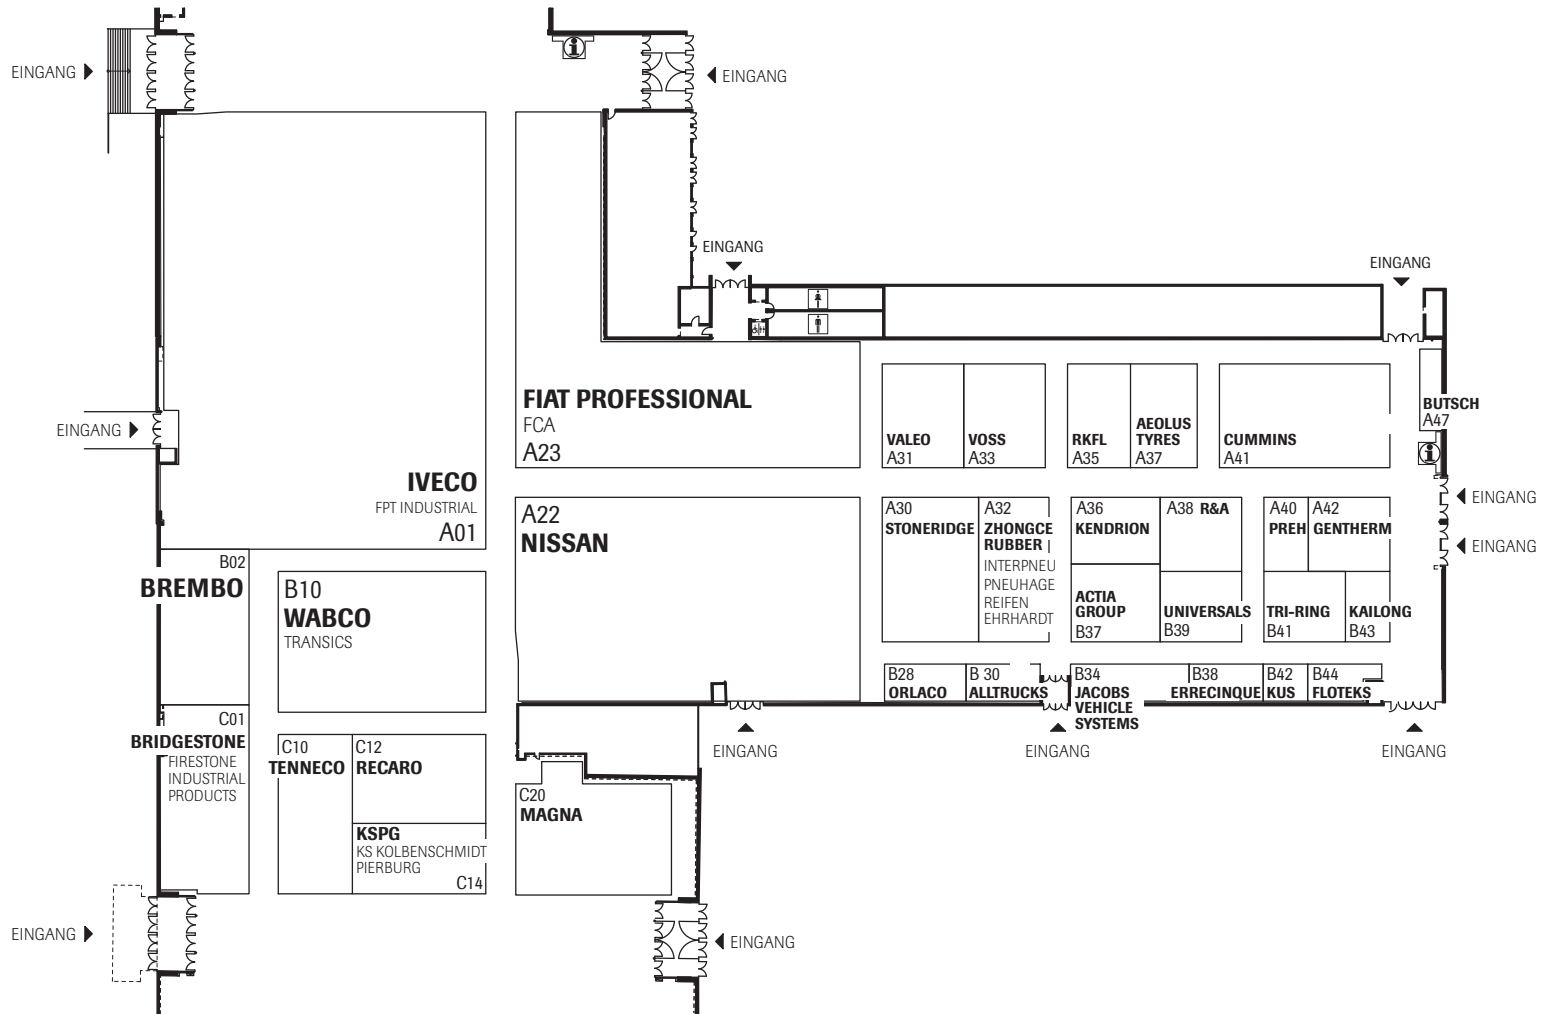 EINGANG
EINGANG
EINGANG
EINGANG
EINGANG
FIAT PROFESSIONAL
FCA
A23
IVECO
FPT INDUSTRIAL
A01
VALEO
A31
VOSS
A33
RKFL
A35
AEOLUS
TYRES
A37
CUMMINS
A41
BUTSCH
A47
i
i
EINGANG
EINGANG
A22
NISSAN
A30
STONERIDGE
A32
ZHONGCE
RUBBER
INTERPNEU
PNEUHAGE
REIFEN
EHRHARDT
A36
KENDRION
A38 R&A
A40
PREH
A42
GENTHERM
ACTIA
GROUP
B37
UNIVERSALS
B39
TRI-RING
B41
KAILONG
B43
B02
BREMBO
B10
WABCO
TRANSICS
B28
ORLACO
B 30
ALLTRUCKS
B34
JACOBS
VEHICLE
SYSTEMS
B38
ERRECINQUE
B42
KUS
B44
FLOTEKS
EINGANG
EINGANG
EINGANG
C01
BRIDGESTONE
FIRESTONE
INDUSTRIAL
PRODUCTS
C10
TENNECO
C12
RECARO
KSPG
KS KOLBENSCHMIDT
PIERBURG
C14
C20
MAGNA
EINGANG
EINGANG